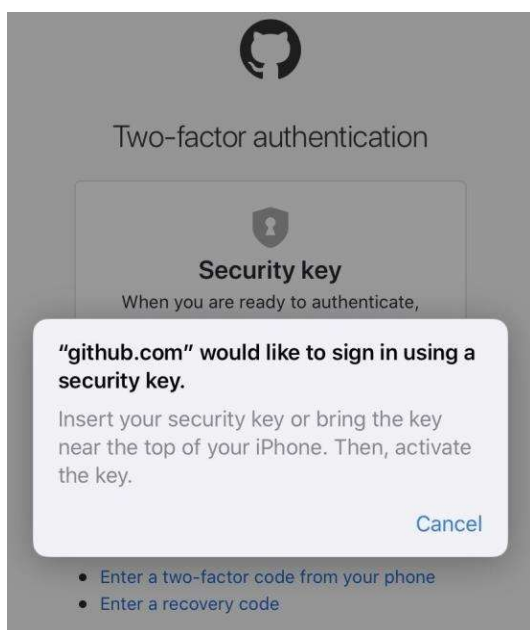 Two-factor authentication
Security key
When you are ready to authenticate,
“github.com” would like to sign in using a
security key.
Insert your security key or bring the key
near the top of your iPhone. Then, activate
the key.
Cancel
Enter a two-factor code from your phone
Enter a recovery code